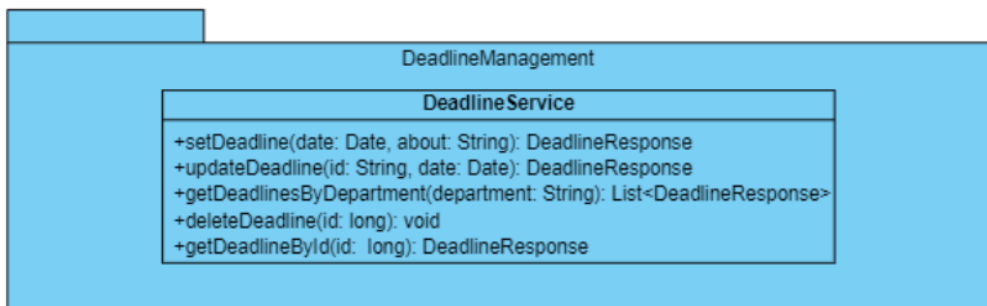 DeadlineManagement
DeadlineService
+setDeadline(date: Date, about: String): DeadlineResponse
+updateDeadline(id: String, date: Date): DeadlineResponse
+getDeadlinesByDepartment(department: String): List<DeadlineResponse>
+deleteDeadline(id: long): void
+getDeadlineById(id: long): DeadlineResponse